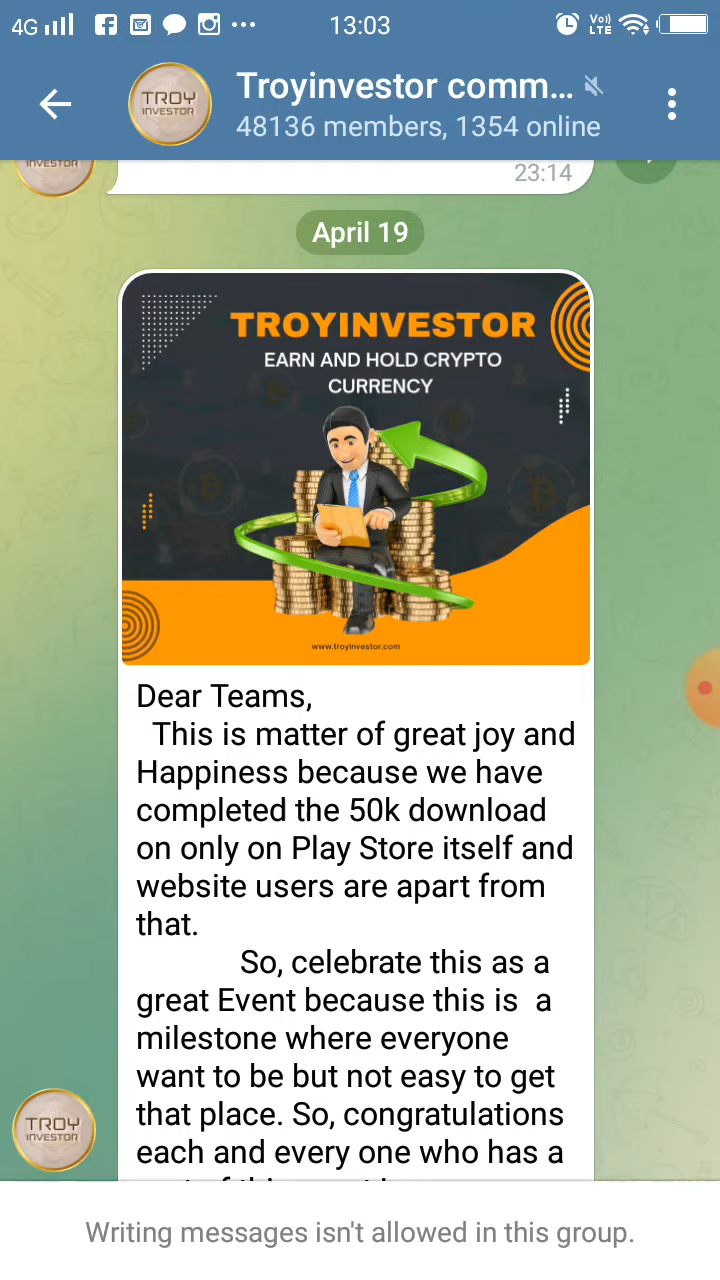 4G
13:03
Vo))
LTE
TROY
INVESTOR
Troyinvestor comm...
48136 members, 1354 online
INVESTOR
23:14
April 19
TROYINVESTOR
EARN AND HOLD CRYPTO
CURRENCY
www.troyinvestor.com
Dear Teams,
This is matter of great joy and
Happiness because we have
completed the 50k download
on only on Play Store itself and
website users are apart from
that.
So, celebrate this as a
great Event because this is a
milestone where everyone
want to be but not easy to get
that place. So, congratulations
each and every one who has a
TROY
INVESTOR
Writing messages isn't allowed in this group.